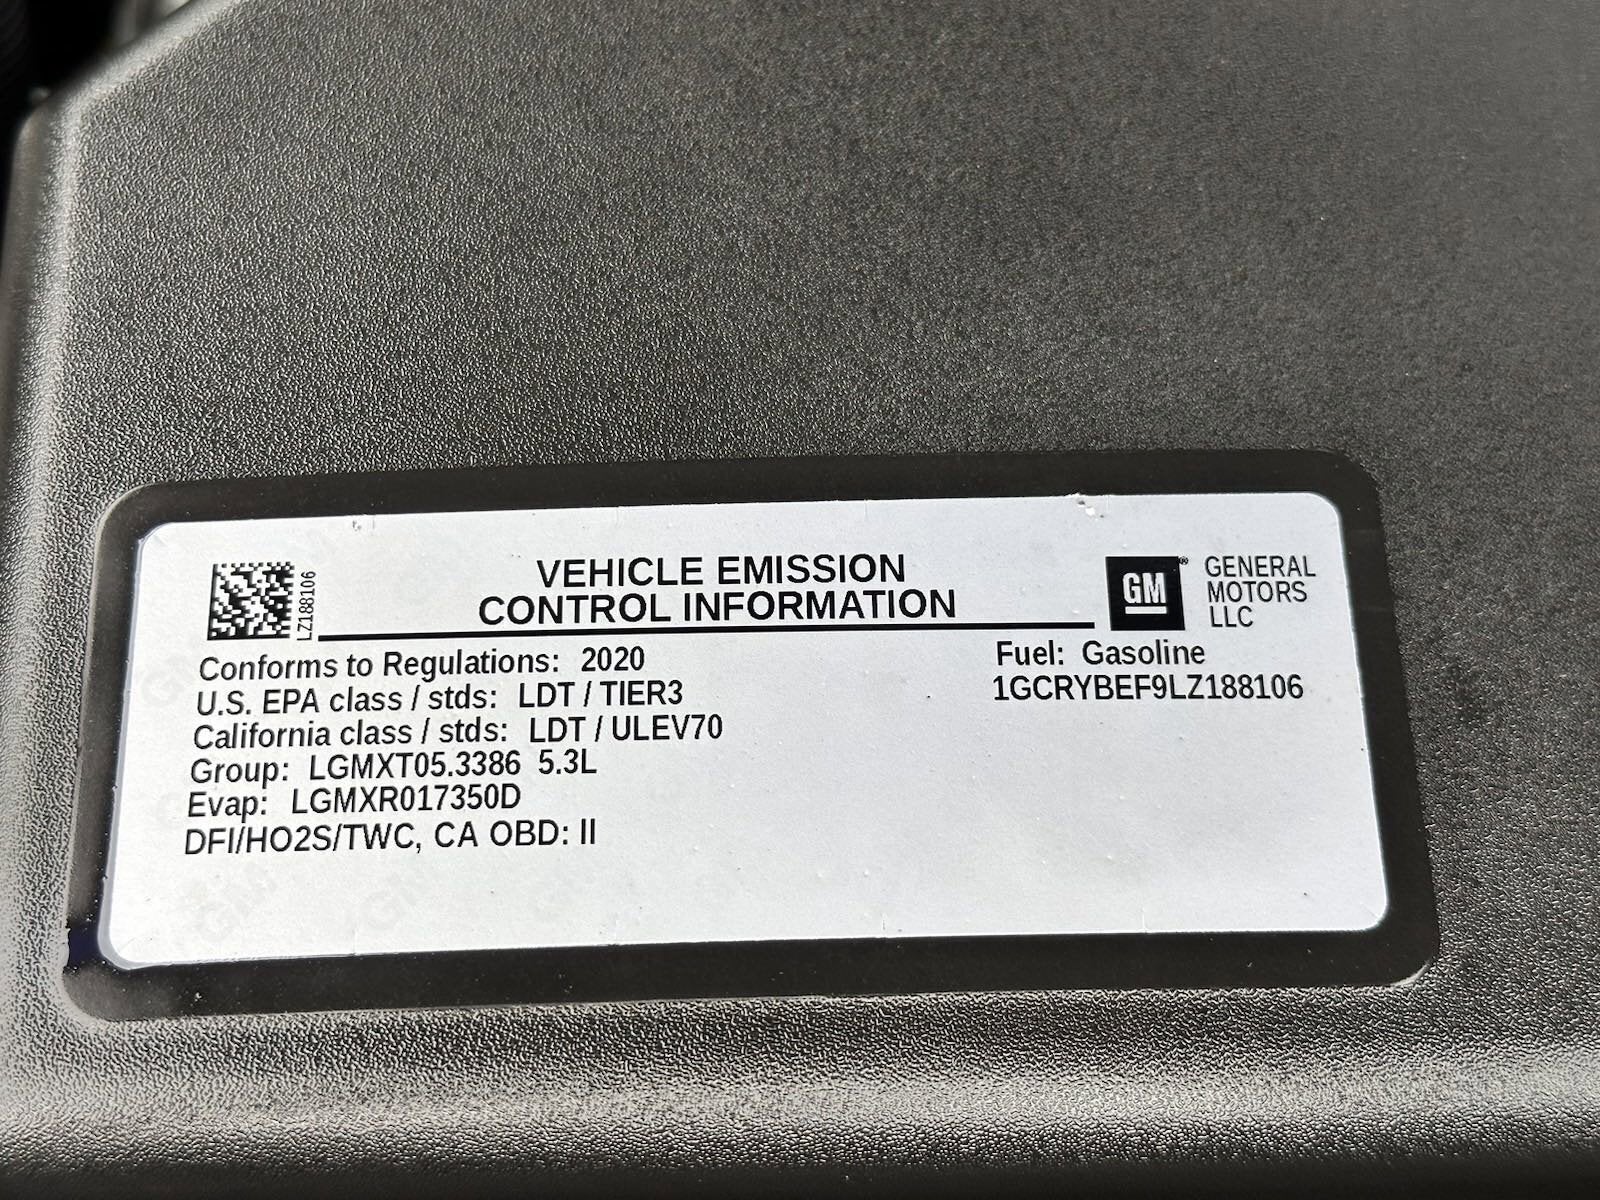 LZ188106
VEHICLE EMISSION
CONTROL INFORMATION
GM®
GENERAL
MOTORS
LLC
Conforms to Regulations: 2020
U.S. EPA class / stds: LDT / TIER3
California class / stds: LDT / ULEV70
Group: LGMXT05.3386 5.3L
Evap: LGMXR017350D
DFI/HO2S/TWC, CA OBD: II
Fuel: Gasoline
1GCRYBEF9LZ188106